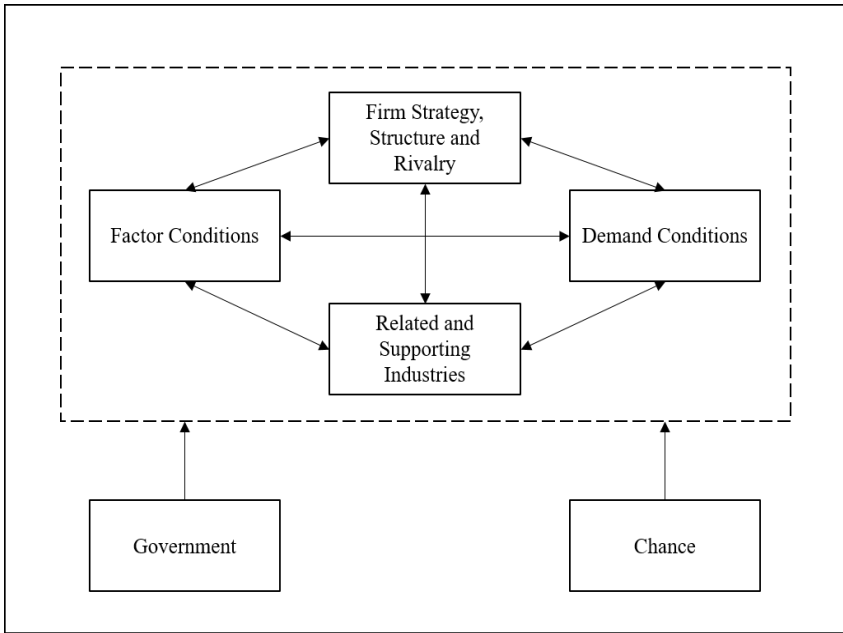 Firm Strategy,
Structure and
Rivalry
Factor Conditions
Demand Conditions
Related and
Supporting
Industries
Government
Chance